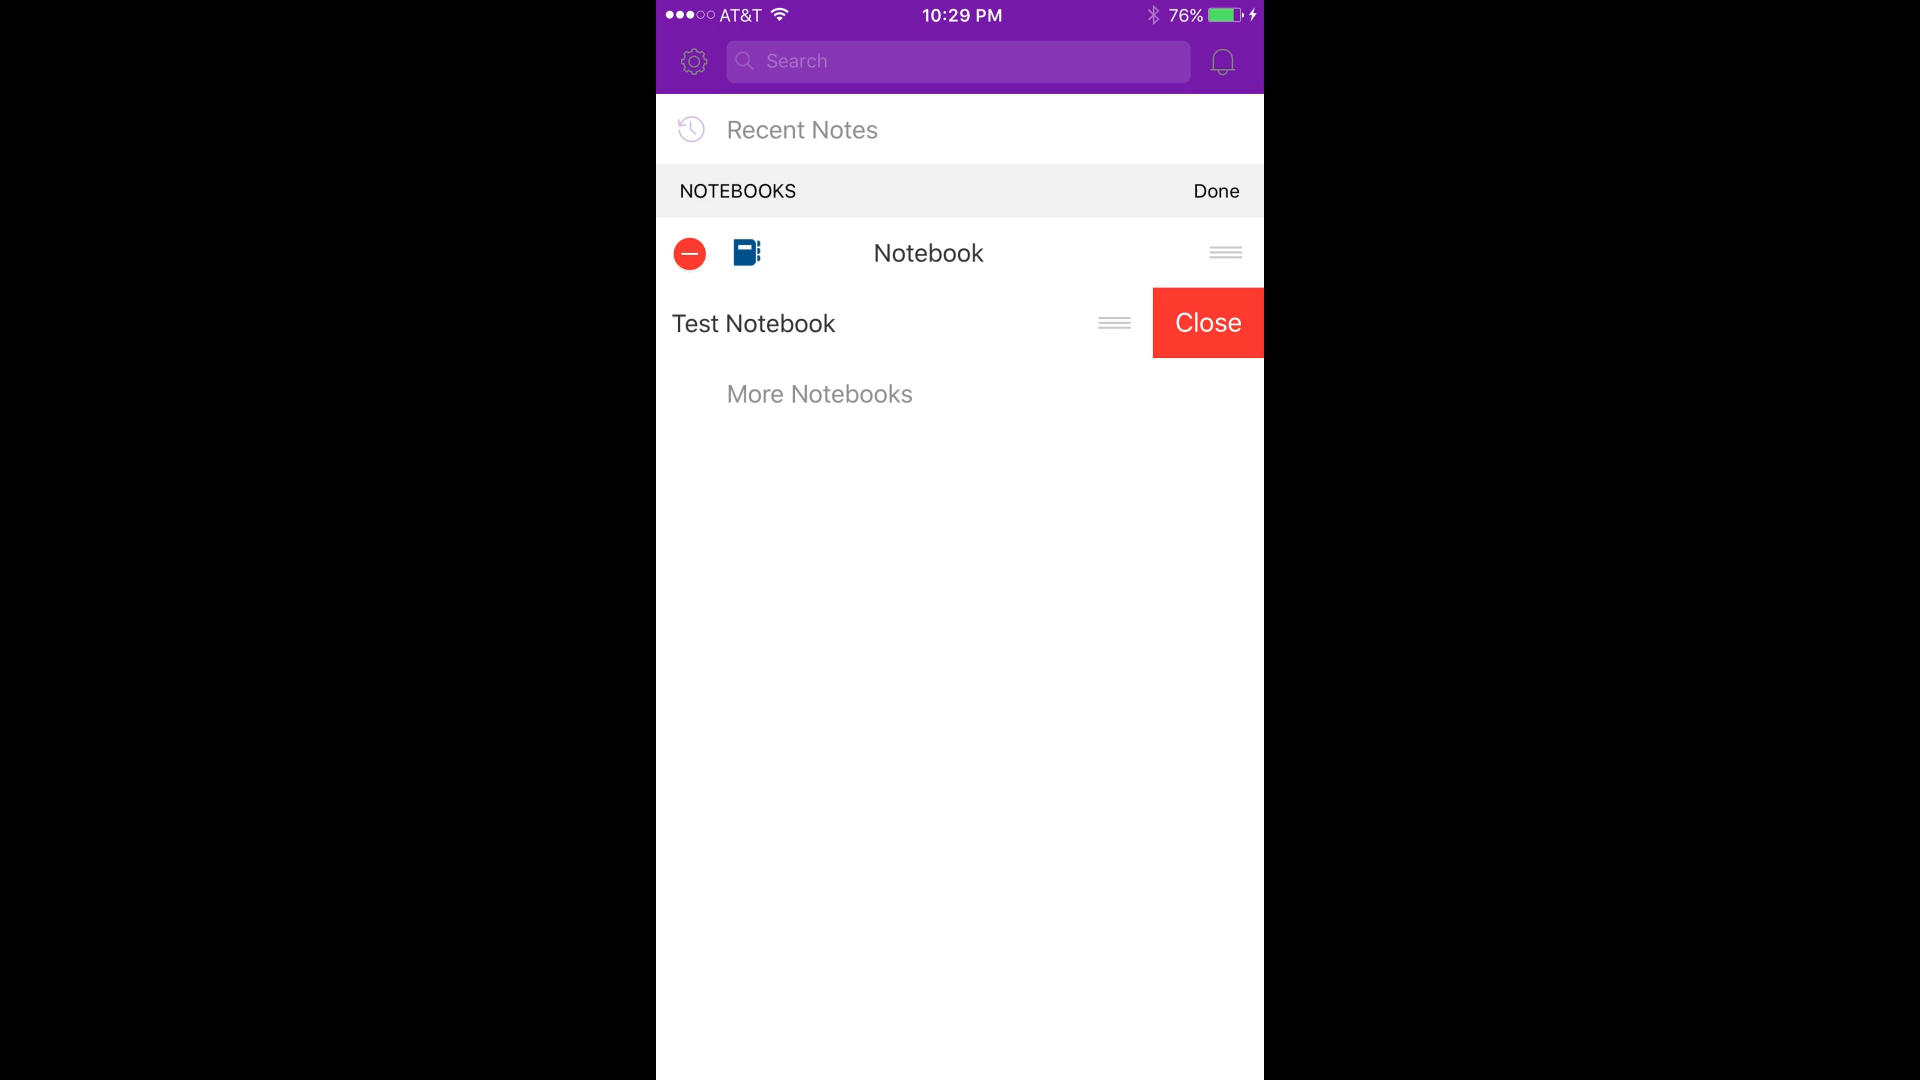 AT&T 10:29 PM 76%
Search
Recent Notes
NOTEBOOKS Done
Notebook
Test Notebook Close
More Notebooks